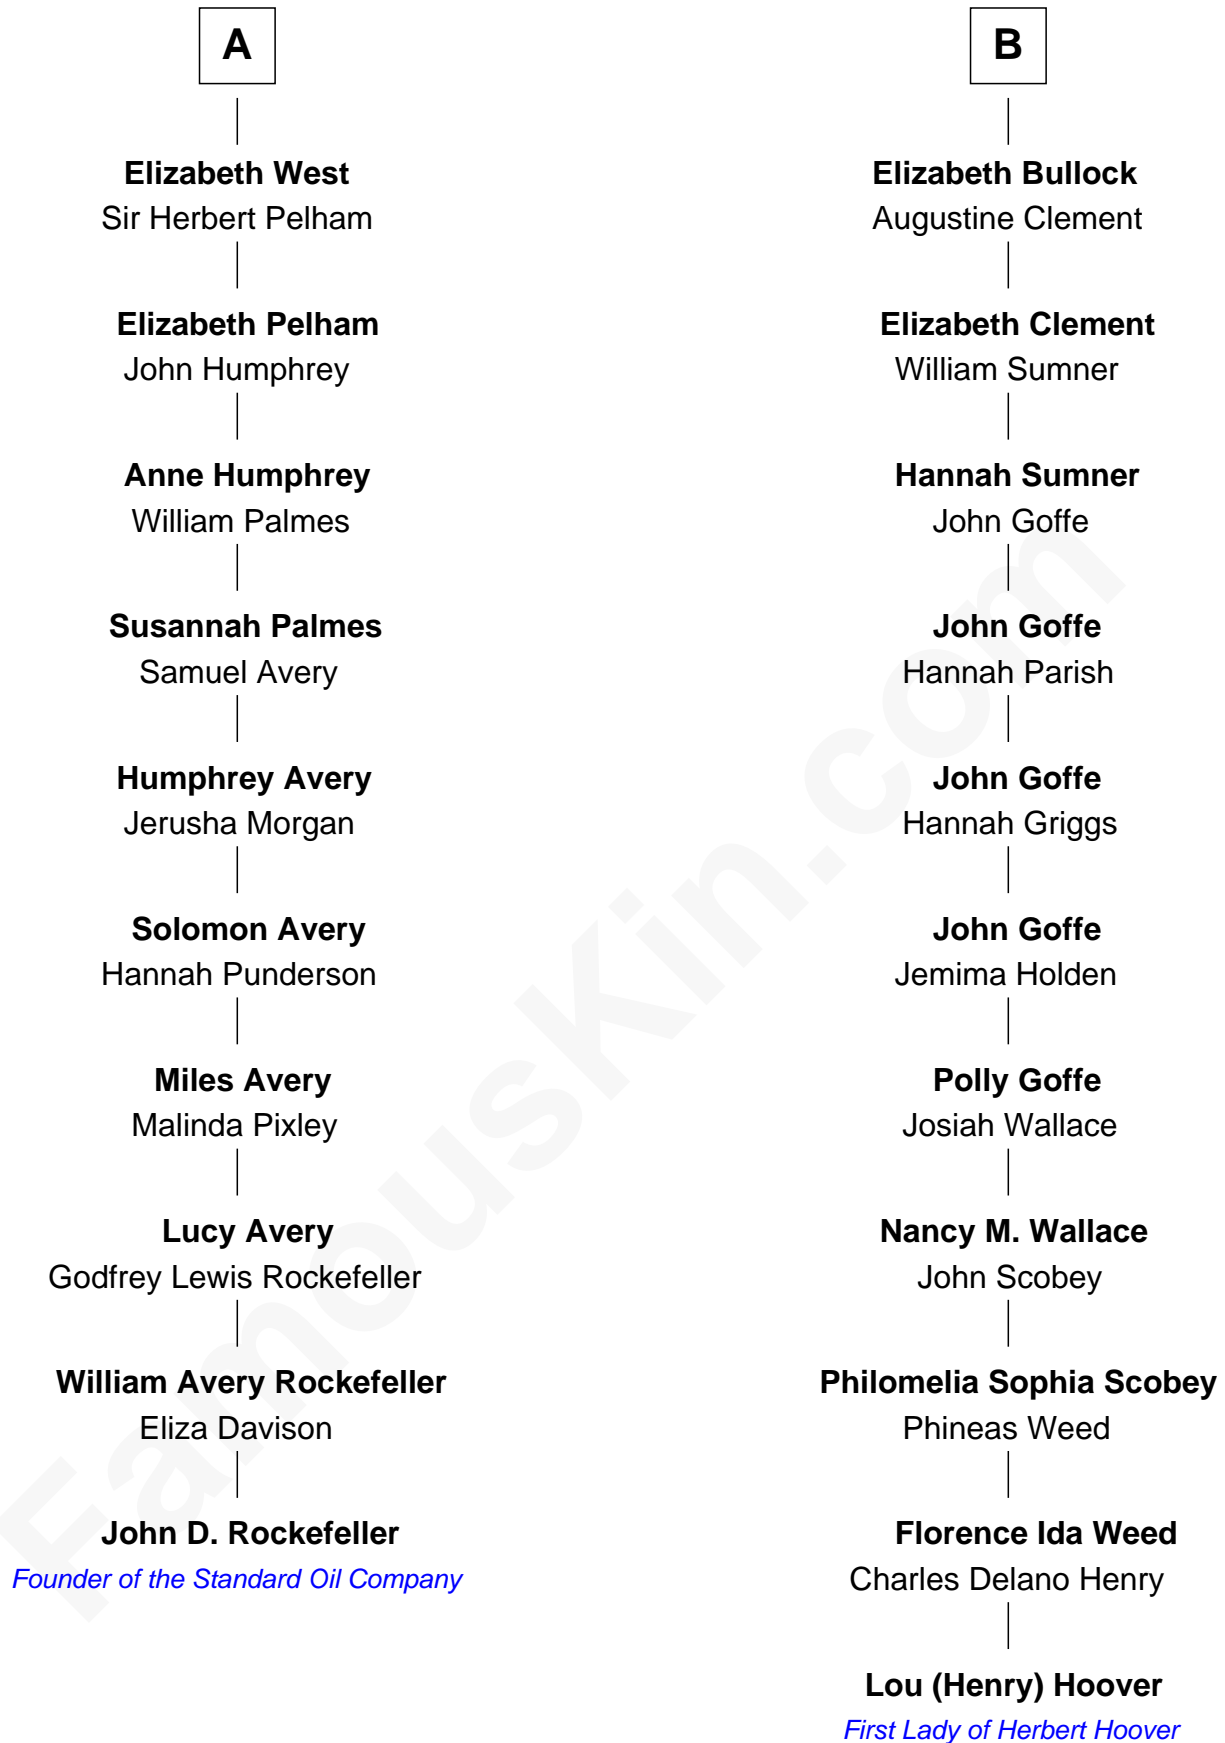 A
Elizabeth West
Sir Herbert Pelham
Elizabeth Pelham
John Humphrey
Anne Humphrey
William Palmes
Susannah Palmes
Samuel Avery
Humphrey Avery
Jerusha Morgan
Solomon Avery
Hannah Punderson
Miles Avery
Malinda Pixley
Lucy Avery
Godfrey Lewis Rockefeller
William Avery Rockefeller
Eliza Davison
John D. Rockefeller
Founder of the Standard Oil Company
B
Elizabeth Bullock
Augustine Clement
Elizabeth Clement
William Sumner
Hannah Sumner
John Goffe
John Goffe
Hannah Parish
John Goffe
Hannah Griggs
John Goffe
Jemima Holden
Polly Goffe
Josiah Wallace
Nancy M. Wallace
John Scobey
Philomelia Sophia Scobey
Phineas Weed
Florence Ida Weed
Charles Delano Henry
Lou (Henry) Hoover
First Lady of Herbert Hoover
FamousKin.com